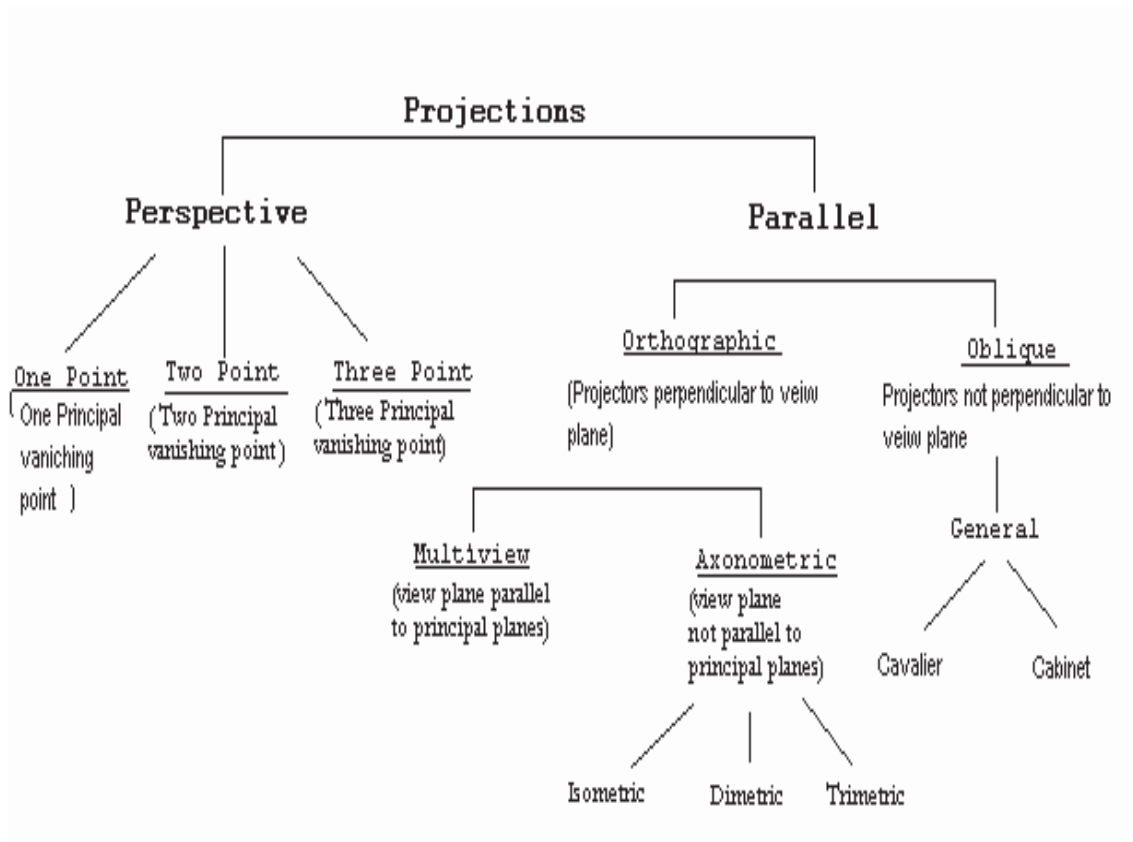 Projections
Perspective
Parallel
One Point
( One Principal
vaniching
point )
Two Point
( Two Principal
vanishing point )
Three Point
( Three Principal
vanishing point)
Orthographic
(Projectors perpendicular to veiw
plane)
Oblique
Projectors not perpendicular to
veiw plane
Multiview
(view plane parallel
to principal planes)
Axonometric
(view plane
not parallel to
principal planes)
General
Cavalier
Cabinet
Isometric
Dimetric
Trimetric